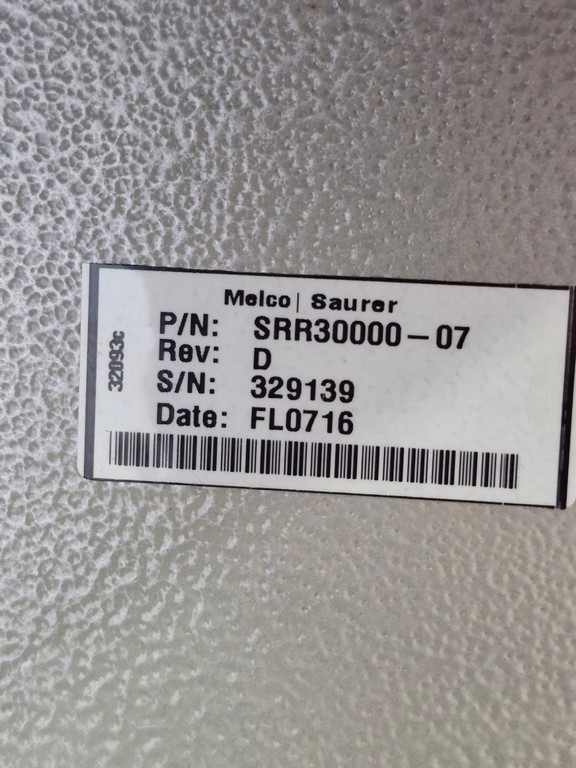 Melco | Saurer
P/N: SRR30000-07
Rev: D
S/N: 329139
Date: FL0716
32093c